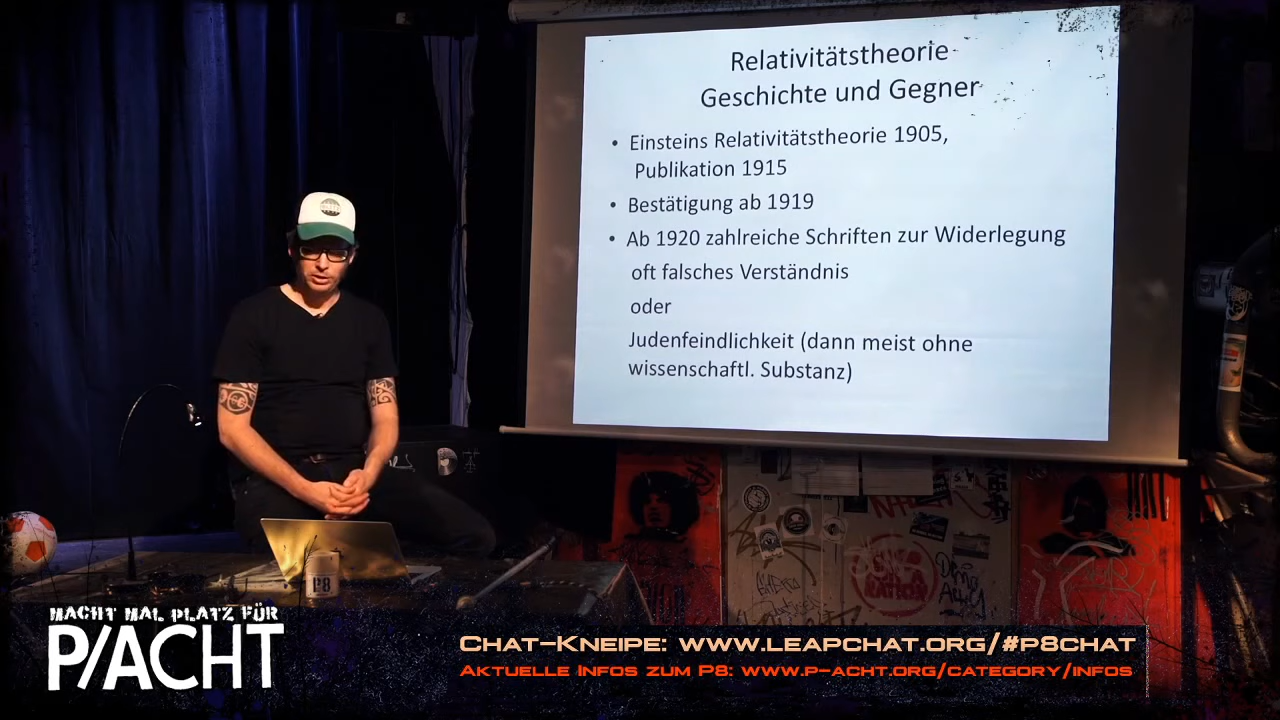 Relativitätstheorie
Geschichte und Gegner
• Einsteins Relativitätstheorie 1905,
Publikation 1915
• Bestätigung ab 1919
• Ab 1920 zahlreiche Schriften zur Widerlegung
oft falsches Verständnis
oder
Judenfeindlichkeit (dann meist ohne
wissenschaftl. Substanz)
P8
MACHT MAL PLATZ FÜR
P/ACHT
Chat-Kneipe: www.leapchat.org/#p8chat
Aktuelle Infos zum P8: www.p-acht.org/category/infos